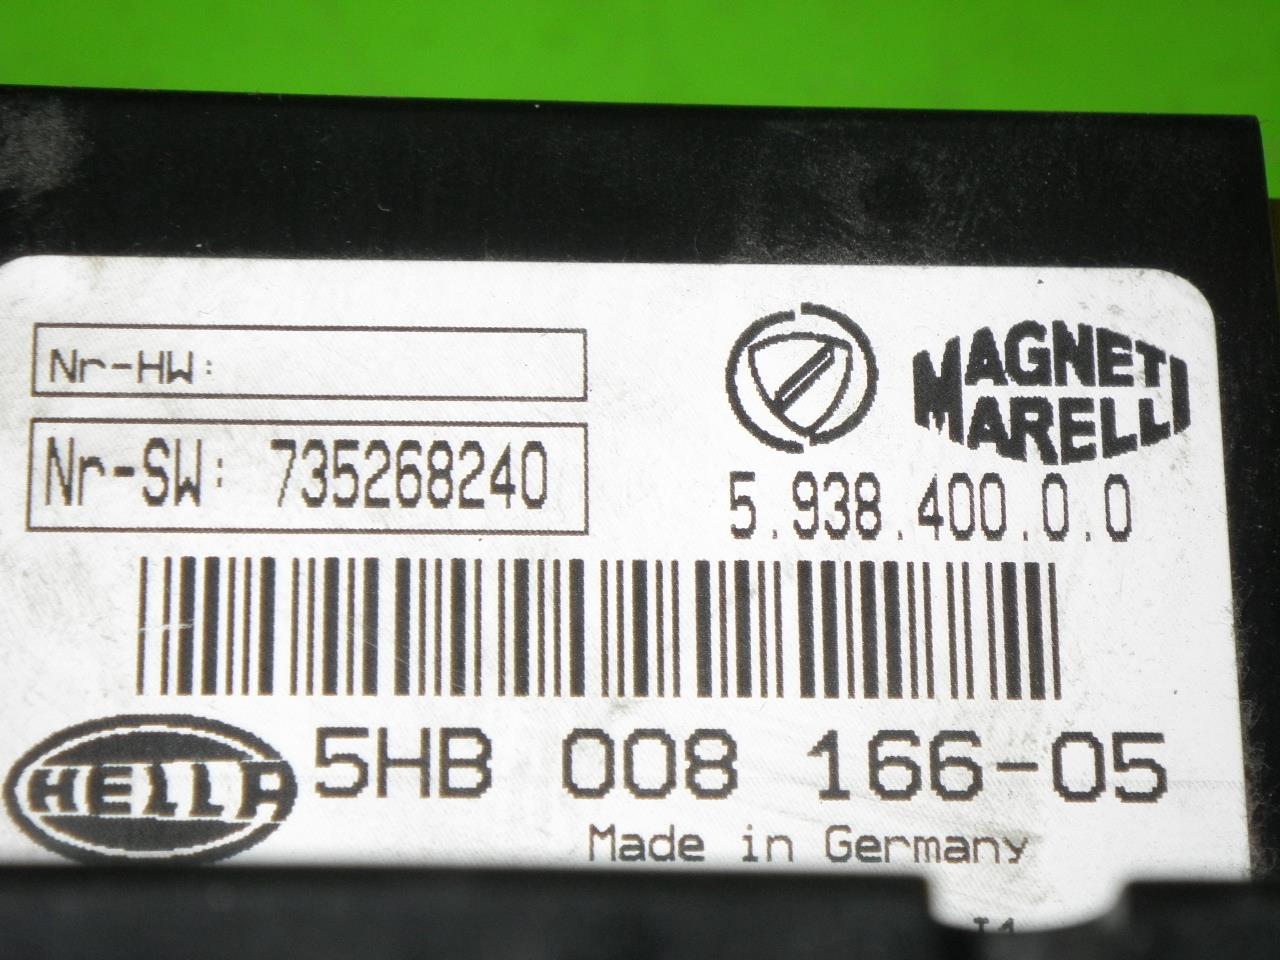 Nr-HW:
Nr-SW: 735268240
MAGNETI
MARELLI
5.938.400.0.0
HELLA
5HB 008 166-05
Made in Germany